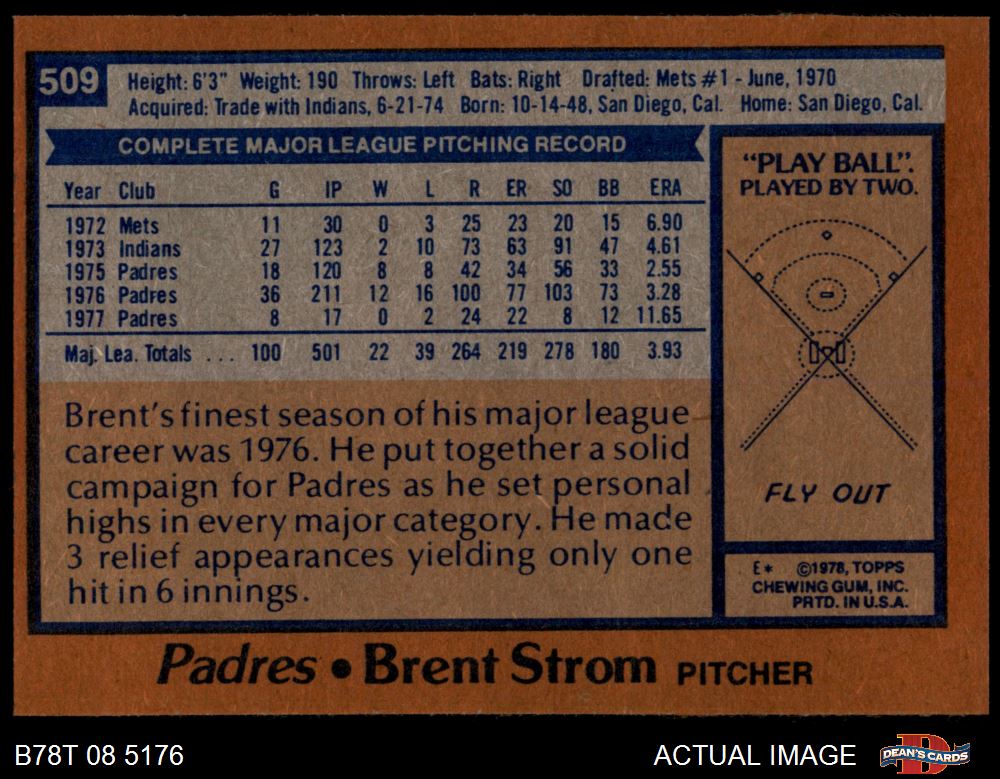 509
Height: 6'3" Weight: 190 Throws: Left Bats: Right Drafted: Mets #1 - June, 1970
Acquired: Trade with Indians, 6-21-74 Born: 10-14-48, San Diego, Cal. Home: San Diego, Cal.
COMPLETE MAJOR LEAGUE PITCHING RECORD
Year Club G IP W L R ER SO BB ERA
1972 Mets 11 30 0 3 25 23 20 15 6.90
1973 Indians 27 123 2 10 73 63 91 47 4.61
1975 Padres 18 120 8 8 42 34 56 33 2.55
1976 Padres 36 211 12 16 100 77 103 73 3.28
1977 Padres 8 17 0 2 24 22 8 12 11.65
Maj. Lea. Totals ... 100 501 22 39 264 219 278 180 3.93
Brent's finest season of his major league
career was 1976. He put together a solid
campaign for Padres as he set personal
highs in every major category. He made
3 relief appearances yielding only one
hit in 6 innings.
"PLAY BALL".
PLAYED BY TWO.
FLY OUT
E* ©1978, TOPPS
CHEWING GUM, INC.
PRTD. IN U.S.A.
Padres • Brent Strom PITCHER
B78T 08 5176
ACTUAL IMAGE
DEAN'S CARDS